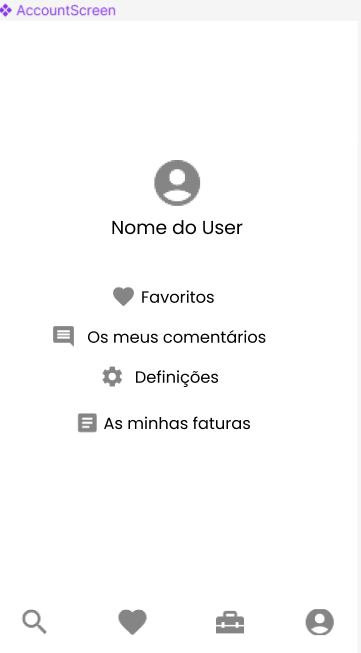 AccountScreen
Nome do User
Favoritos
Os meus comentários
Definições
As minhas faturas